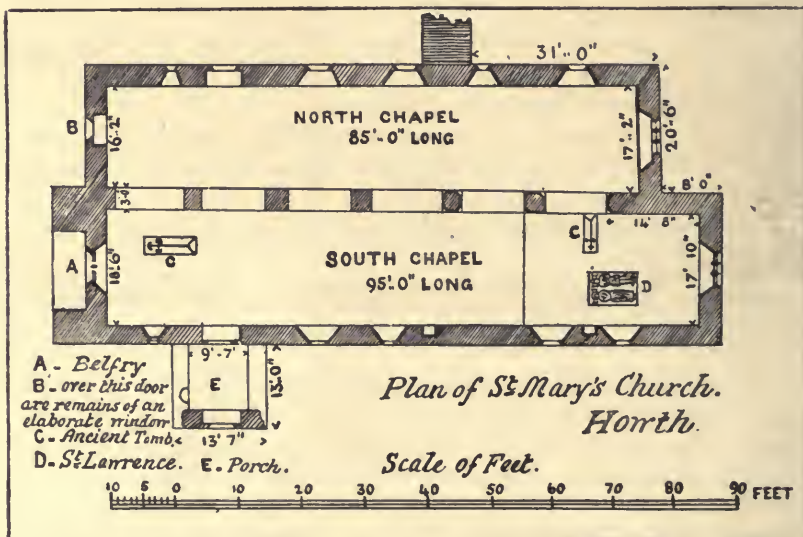 31'-0"
NORTH CHAPEL
85'-0" LONG
B
16'-2"
17'-2"
20'-6"
8'0"
3'-0"
C
14' 8"
A
18'6"
C
SOUTH CHAPEL
95'.0" LONG
D
17' 10"
9'-7'
E
13'-0"
13' 7"
A - Belfry
B - over this door
are remains of an
elaborate window
C - Ancient Tomb.
D - St. Lawrence. E. Porch.
Plan of St. Mary's Church.
Howth.
Scale of Feet.
10 5 0 10 20 30 40 50 60 70 80 90 FEET